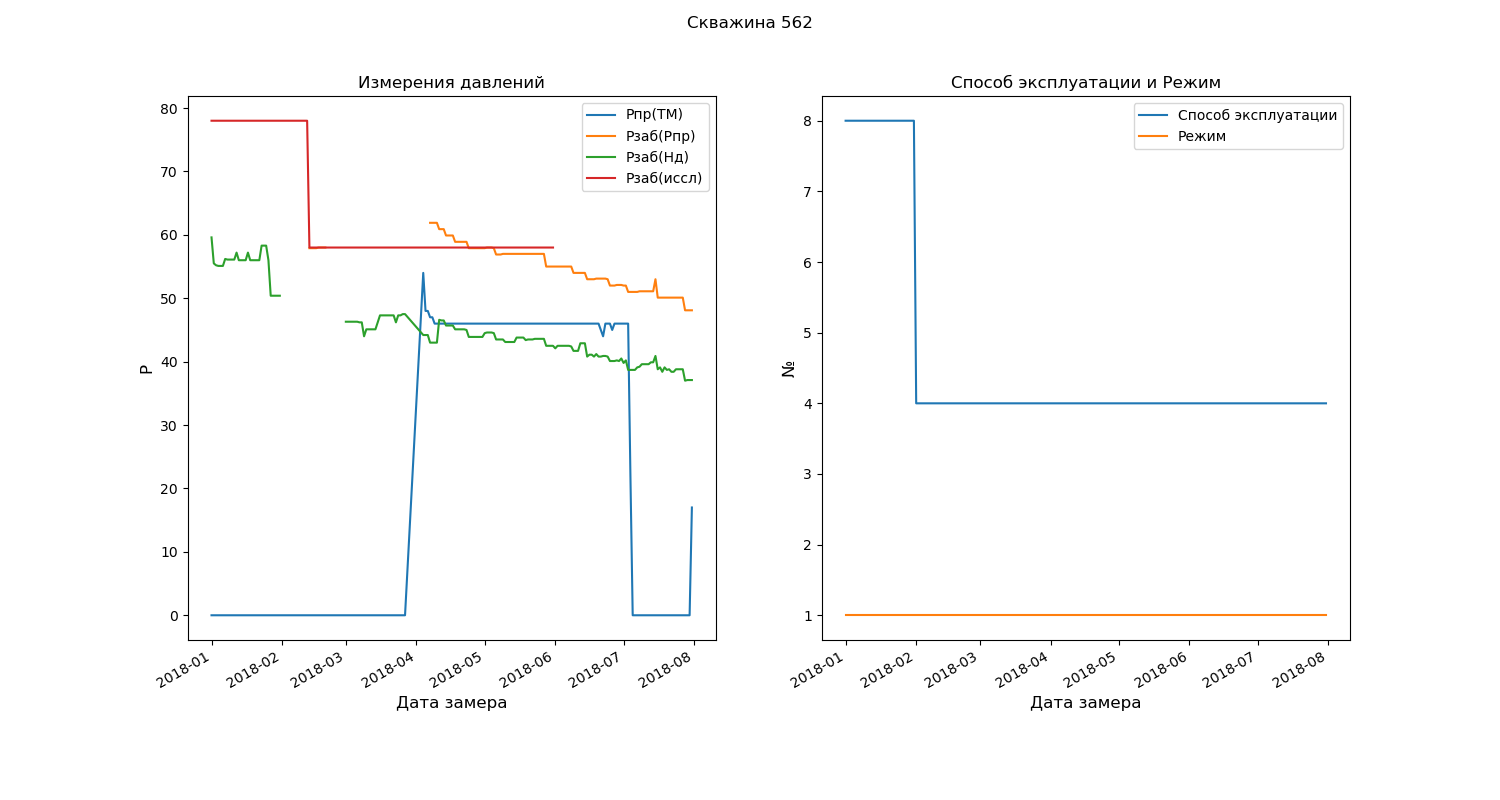 Скважина 562
Измерения давлений
80
70
60
50
40
30
20
10
0
P
Рпр(ТМ)
Рзаб(Рпр)
Рзаб(Нд)
Рзаб(иссл)
2018-01
2018-02
2018-03
2018-04
2018-05
2018-06
2018-07
2018-08
Дата замера
Способ эксплуатации и Режим
8
7
6
5
4
3
2
1
№
Способ эксплуатации
Режим
2018-01
2018-02
2018-03
2018-04
2018-05
2018-06
2018-07
2018-08
Дата замера